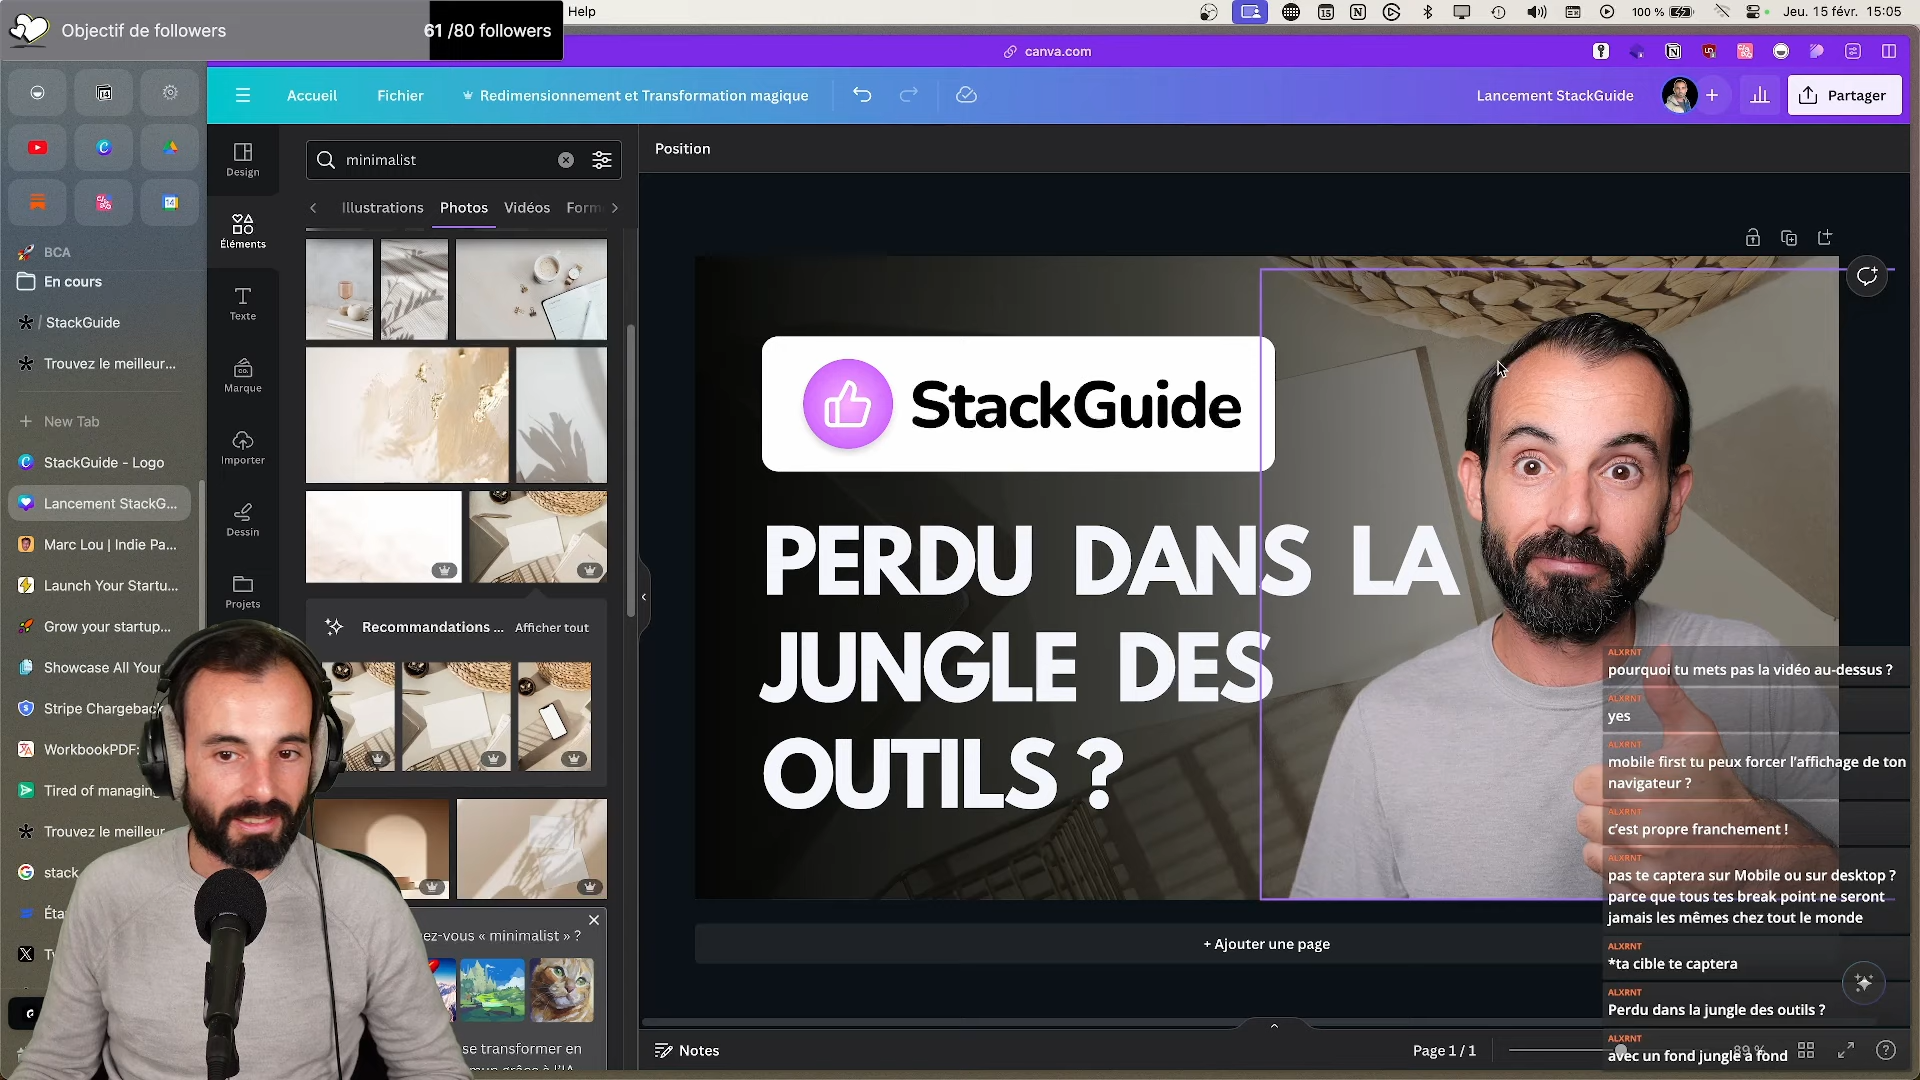 Objectif de followers
61 /80 followers
Help
15
100 %
Jeu. 15 févr. 15:05
canva.com
Accueil
Fichier
Redimensionnement et Transformation magique
Lancement StackGuide
Partager
14
BCA
En cours
/ StackGuide
Trouvez le meilleur...
New Tab
StackGuide - Logo
Lancement StackG...
Marc Lou | Indie Pa...
Launch Your Startu...
Grow your startup...
Showcase All Your
Stripe Chargeback
WorkbookPDF:
Tired of managing
Trouvez le meilleur
stack
Éta
Tw
Design
Éléments
Texte
Marque
Importer
Dessin
Projets
minimalist
Illustrations
Photos
Vidéos
Form
Recommandations ...
Afficher tout
ez-vous « minimalist » ?
se transformer en
Position
StackGuide
PERDU DANS LA
JUNGLE DES
OUTILS ?
+ Ajouter une page
Notes
Page 1 / 1
89 %
ALXRNT
pourquoi tu mets pas la vidéo au-dessus ?
ALXRNT
yes
ALXRNT
mobile first tu peux forcer l'affichage de ton
navigateur ?
ALXRNT
c'est propre franchement !
ALXRNT
pas te captera sur Mobile ou sur desktop ?
parce que tous tes break point ne seront
jamais les mêmes chez tout le monde
ALXRNT
*ta cible te captera
ALXRNT
Perdu dans la jungle des outils ?
ALXRNT
avec un fond jungle a fond